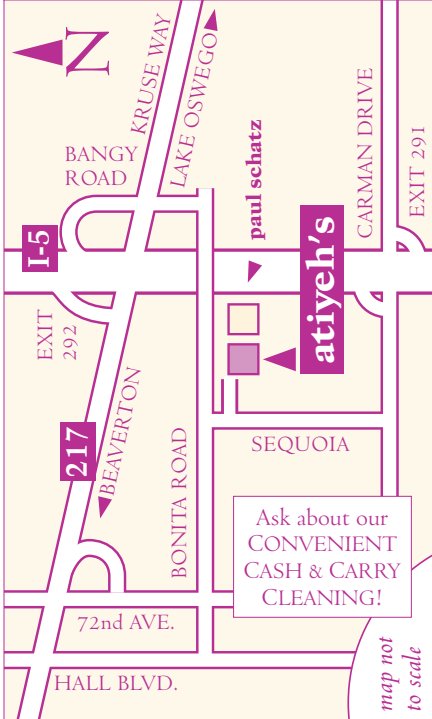 N
KRUSE WAY
LAKE OSWEGO
BANGY
ROAD
paul schatz
CARMAN DRIVE
EXIT 291
I-5
atiyeh's
EXIT
292
217
BEAVERTON
BONITA ROAD
SEQUOIA
Ask about our
CONVENIENT
CASH & CARRY
CLEANING!
72nd AVE.
HALL BLVD.
map not
to scale